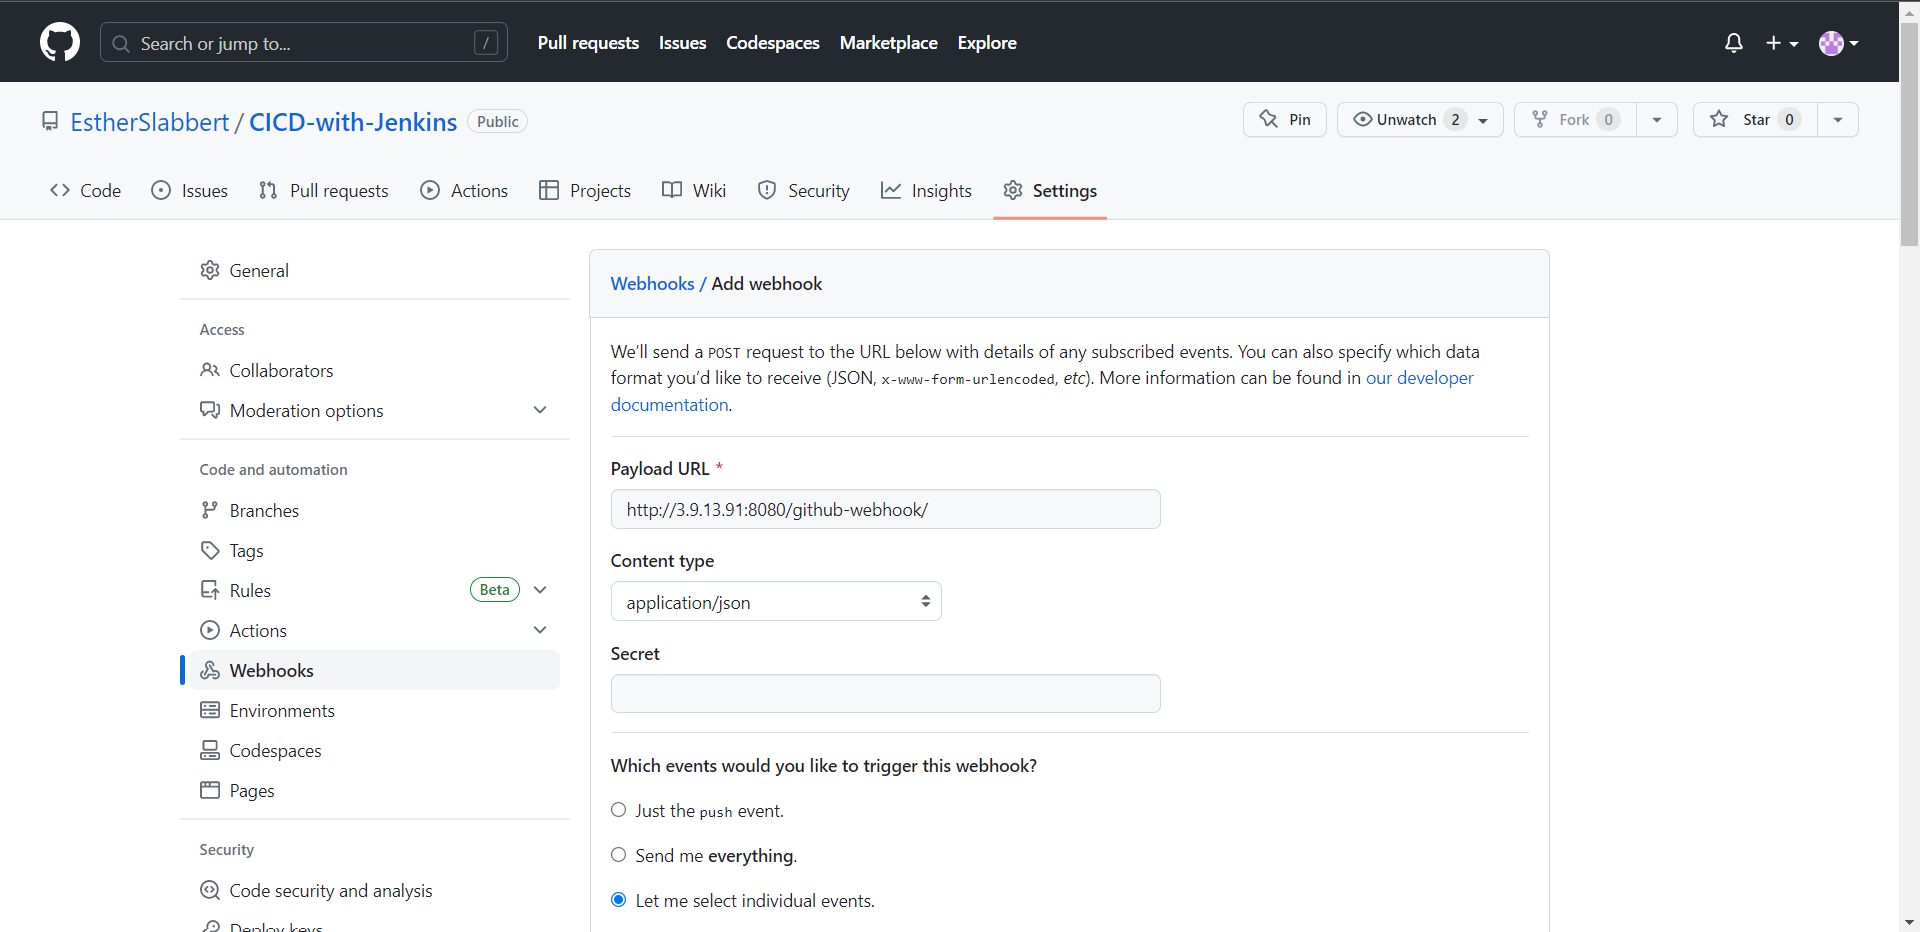 Search or jump to... /
Pull requests Issues Codespaces Marketplace Explore
EstherSlabbert / CICD-with-Jenkins Public
Pin Unwatch 2 Fork 0 Star 0
Code Issues Pull requests Actions Projects Wiki Security Insights Settings
General
Access
Collaborators
Moderation options
Code and automation
Branches
Tags
Rules Beta
Actions
Webhooks
Environments
Codespaces
Pages
Security
Code security and analysis
Deploy keys
Webhooks / Add webhook
We’ll send a POST request to the URL below with details of any subscribed events. You can also specify which data
format you’d like to receive (JSON, x-www-form-urlencoded, etc). More information can be found in our developer
documentation.
Payload URL *
http://3.9.13.91:8080/github-webhook/
Content type
application/json
Secret
Which events would you like to trigger this webhook?
Just the push event.
Send me everything.
Let me select individual events.